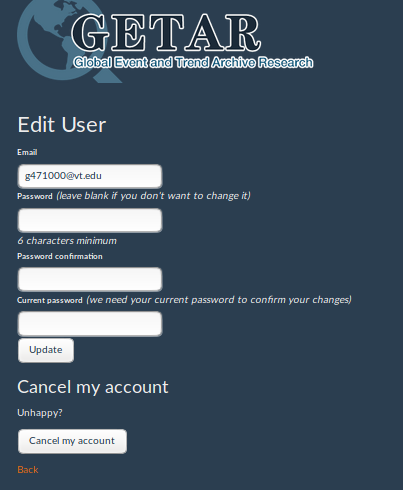 GETAR
Global Event and Trend Archive Research
Edit User
Email
g471000@vt.edu
Password (leave blank if you don't want to change it)
6 characters minimum
Password confirmation
Current password (we need your current password to confirm your changes)
Update
Cancel my account
Unhappy?
Cancel my account
Back